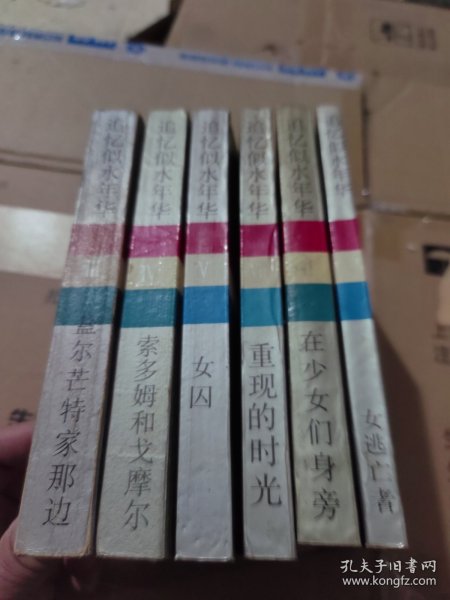 追忆似水年华
III
盖尔芒特家那边
追忆似水年华
IV
索多姆和戈摩尔
追忆似水年华
V
女囚
追忆似水年华
重现的时光
追忆似水年华
在少女们身旁
追忆似水年华
女逃亡者
孔夫子旧书网
www.kongfz.com